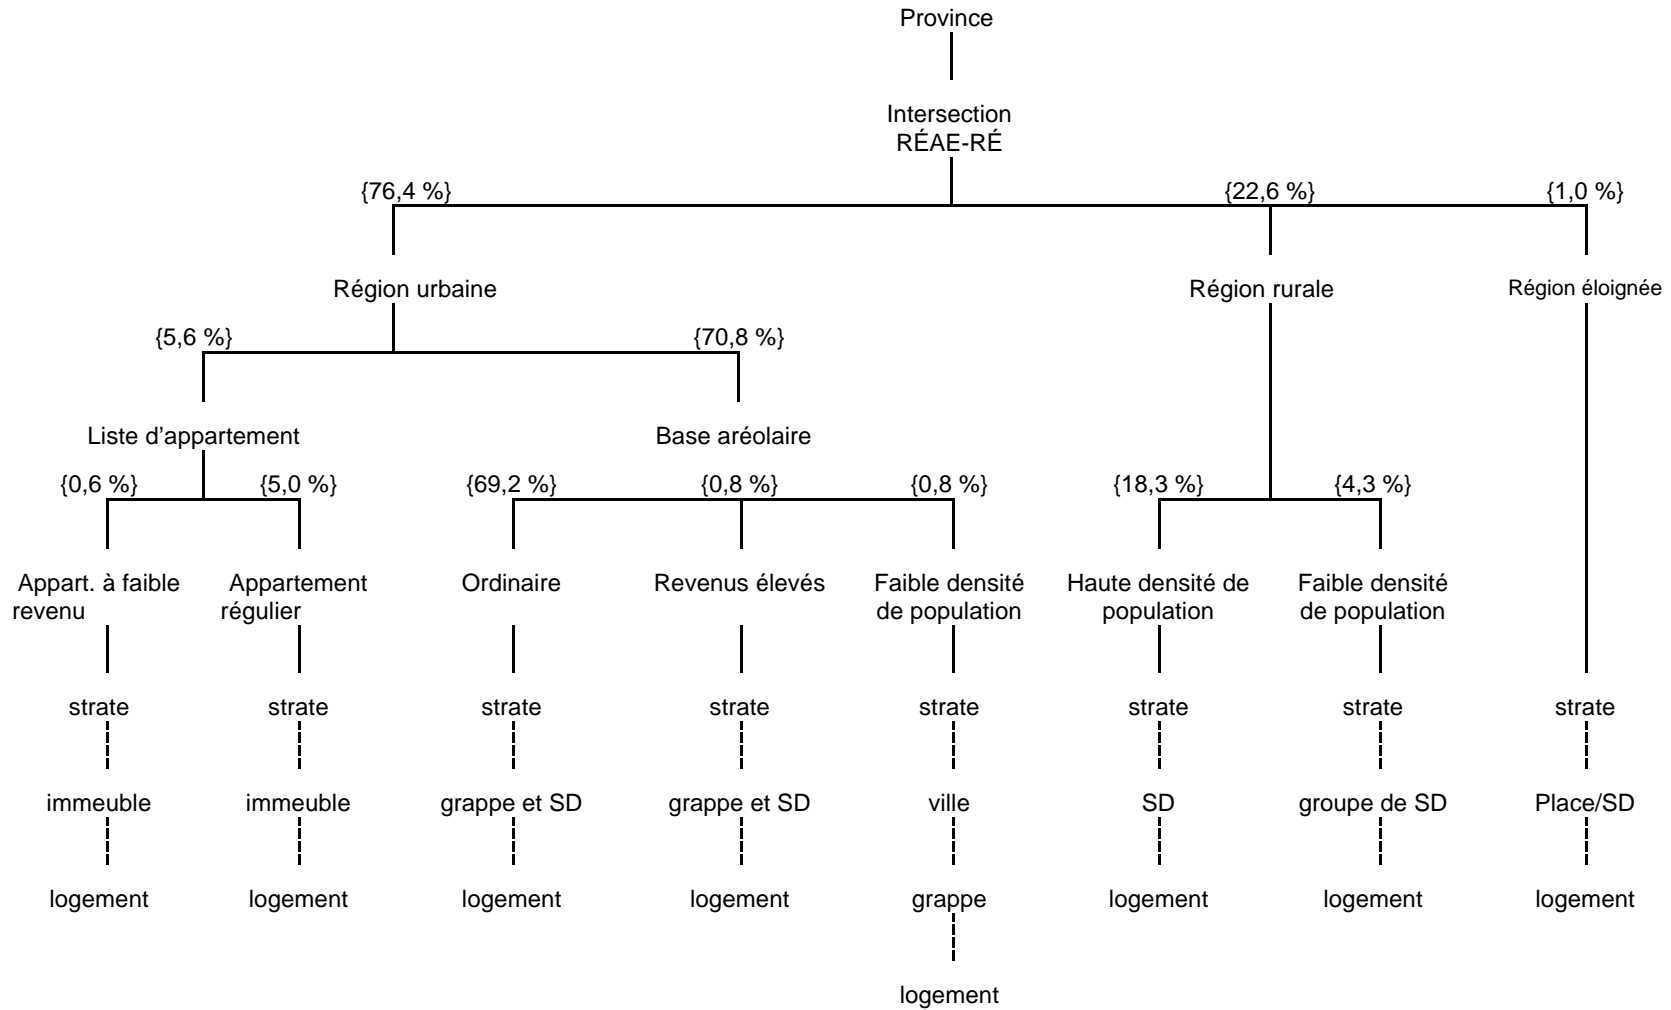 Province
Intersection
RÉAE-RÉ
{76,4 %} {22,6 %} {1,0 %}
Région urbaine Région rurale Région éloignée
{5,6 %} {70,8 %}
Liste d'appartement Base aréolaire
{0,6 %} {5,0 %} {69,2 %} {0,8 %} {0,8 %} {18,3 %} {4,3 %}
Appart. à faible Appartement Ordinaire Revenus élevés Faible densité Haute densité de Faible densité
revenu régulier de population population de population
strate strate strate strate strate strate strate strate
immeuble immeuble grappe et SD grappe et SD ville SD groupe de SD Place/SD
logement logement logement logement grappe logement logement logement
logement